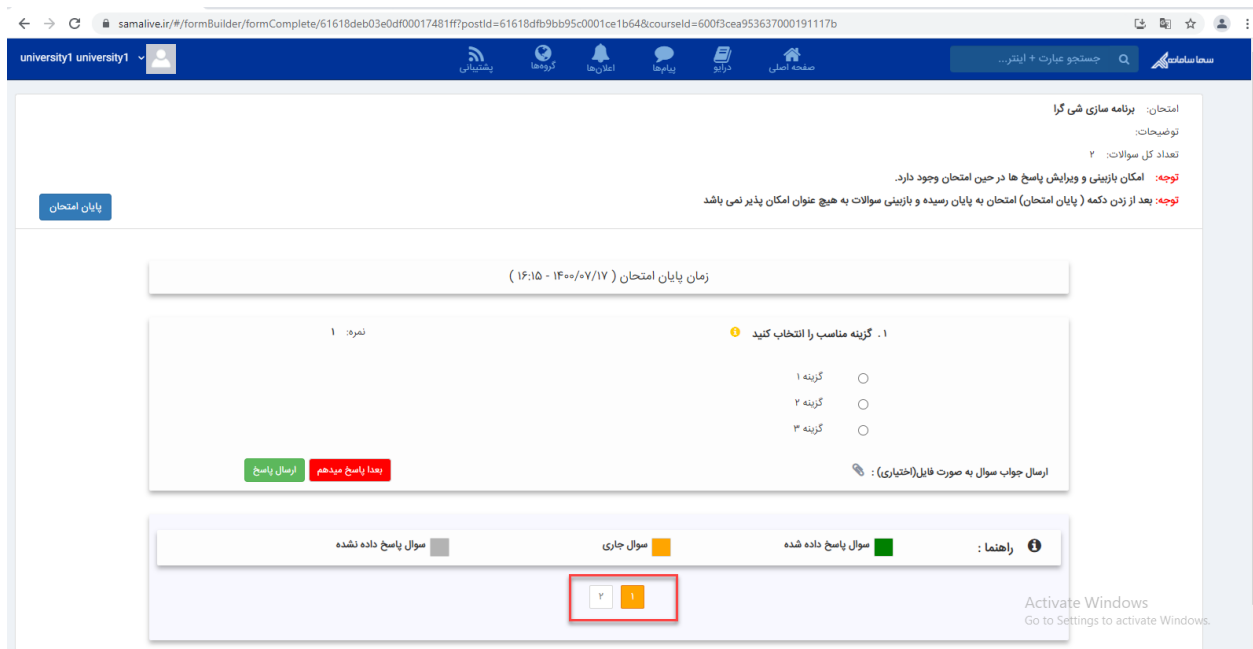 samalive.ir/#/formBuilder/formComplete/61618deb03e0df00017481ff?postId=61618dfb9bb95c0001ce1b64&courseId=600f3cea953637000191117b
سما سامانه
جستجو عبارت + اینتر...
صفحه اصلی
درایو
پیام‌ها
اعلان‌ها
گروه‌ها
پشتیبانی
university1 university1
امتحان: برنامه سازی شی گرا
توضیحات:
تعداد کل سوالات: ۲
توجه: امکان بازبینی و ویرایش پاسخ ها در حین امتحان وجود دارد.
توجه: بعد از زدن دکمه ( پایان امتحان) امتحان به پایان رسیده و بازبینی سوالات به هیچ عنوان امکان پذیر نمی باشد
پایان امتحان
زمان پایان امتحان ( ۱۴۰۰/۰۷/۱۷ - ۱۶:۱۵ )
۱. گزینه مناسب را انتخاب کنید
نمره: ۱
گزینه ۱
گزینه ۲
گزینه ۳
ارسال جواب سوال به صورت فایل(اختیاری) :
بعدا پاسخ میدهم
ارسال پاسخ
راهنما :
سوال پاسخ داده شده
سوال جاری
سوال پاسخ داده نشده
۱
۲
Activate Windows
Go to Settings to activate Windows.